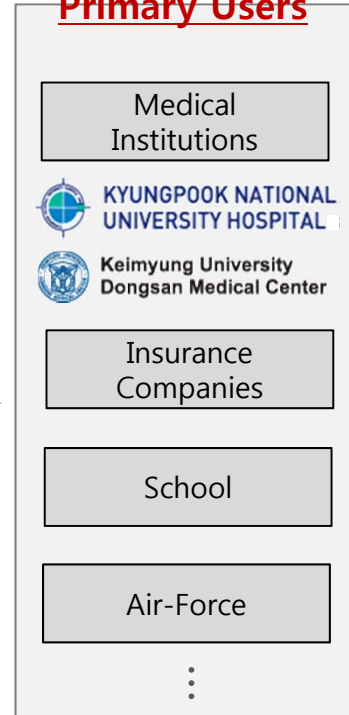 Primary Users
Medical
Institutions
KYUNGPOOK NATIONAL
UNIVERSITY HOSPITAL
Keimyung University
Dongsan Medical Center
Insurance
Companies
School
Air-Force
⋮